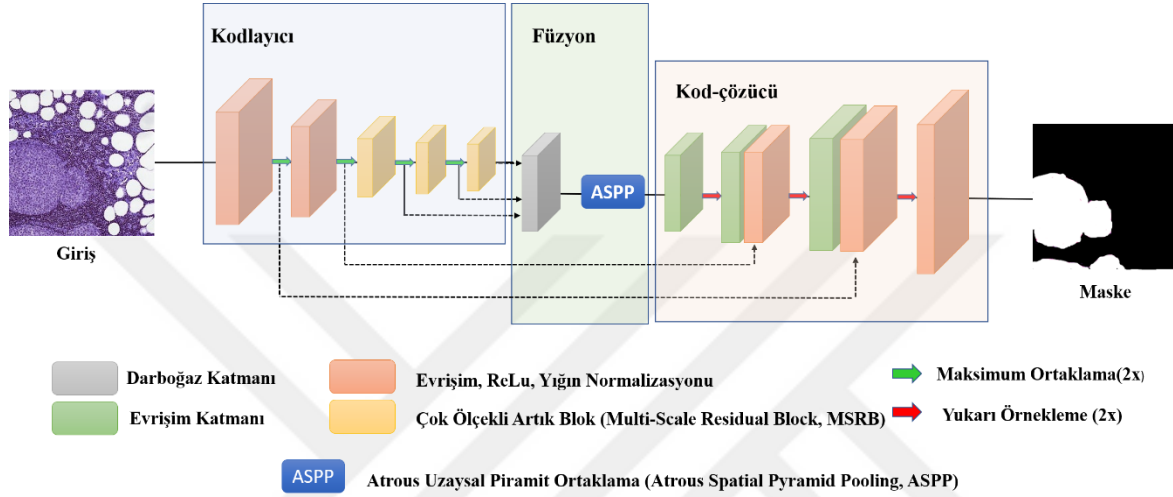 Kodlayıcı
Füzyon
Kod-çözücü
ASPP
Giriş
Maske
Darboğaz Katmanı
Evrişim, ReLu, Yığın Normalizasyonu
Maksimum Ortaklama(2x)
Evrişim Katmanı
Çok Ölçekli Artık Blok (Multi-Scale Residual Block, MSRB)
Yukarı Örnekleme (2x)
ASPP
Atrous Uzaysal Piramit Ortaklama (Atrous Spatial Pyramid Pooling, ASPP)